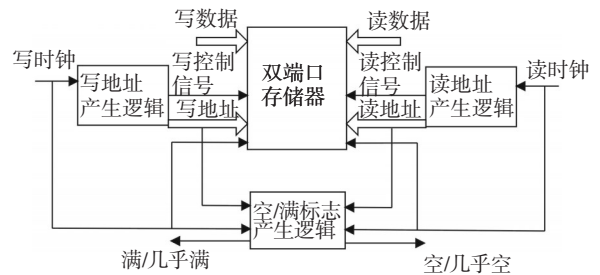 写数据
读数据
写时钟
写控制
信号
写地址
双端口
存储器
读控制
信号
读地址
读时钟
写地址
产生逻辑
读地址
产生逻辑
空/满标志
产生逻辑
满/几乎满
空/几乎空